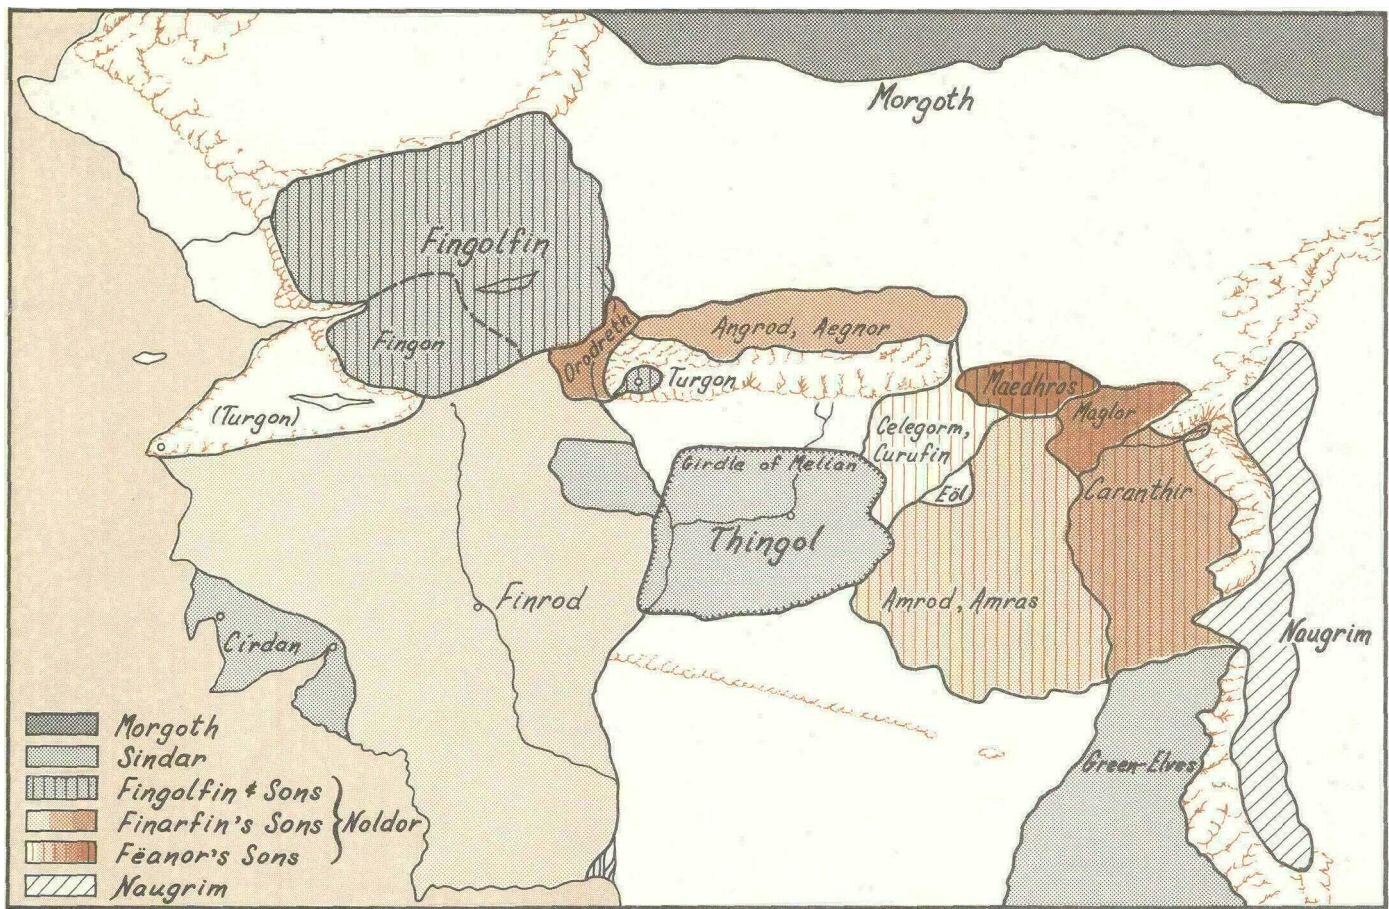 Morgoth
Fingolfin
Fingon
Orodreth
Angrod, Aegnor
Turgon
(Turgon)
Maedhros
Maglor
Celegorm,
Curufin
Girdle of Melian
Eöl
Caranthir
Thingol
Finrod
Amrod, Amras
Círdan
Naugrim
Green-Elves
Morgoth
Sindar
Fingolfin & Sons
Finarfin's Sons
Fëanor's Sons
Noldor
Naugrim